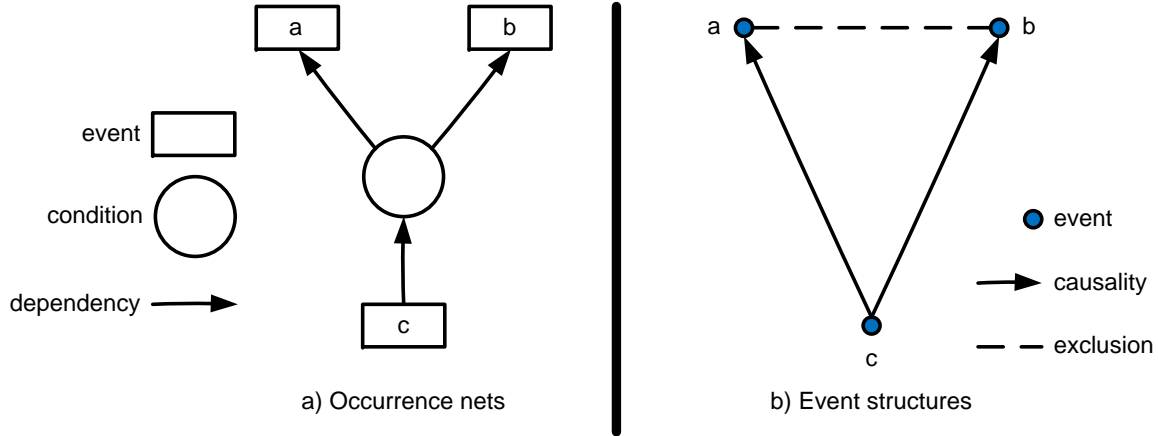 a
b
event
condition
dependency
c
a) Occurrence nets
a
b
event
causality
exclusion
c
b) Event structures